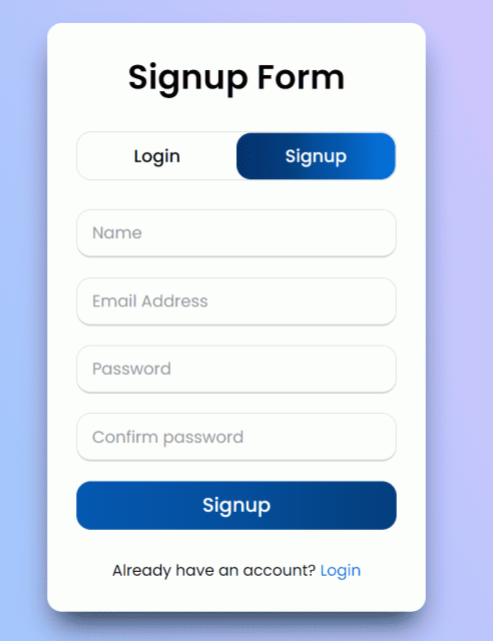 Signup Form
Login Signup
Name
Email Address
Password
Confirm password
Signup
Already have an account? Login